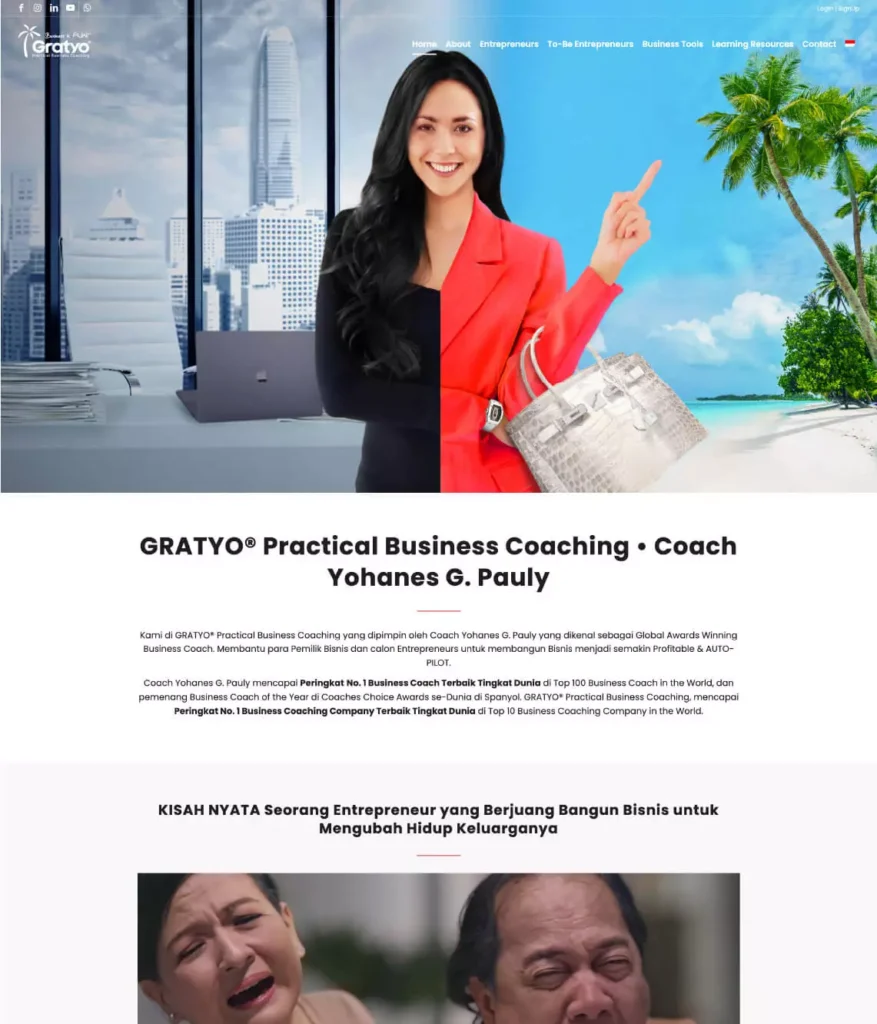 Login | SignUp
Business is FUN!
Gratyo®
Practical Business Coaching
Home About Entrepreneurs To-Be Entrepreneurs Business Tools Learning Resources Contact
GRATYO® Practical Business Coaching • Coach
Yohanes G. Pauly
Kami di GRATYO® Practical Business Coaching yang dipimpin oleh Coach Yohanes G. Pauly yang dikenal sebagai Global Awards Winning
Business Coach. Membantu para Pemilik Bisnis dan calon Entrepreneurs untuk membangun Bisnis menjadi semakin Profitable & AUTO-
PILOT.
Coach Yohanes G. Pauly mencapai Peringkat No. 1 Business Coach Terbaik Tingkat Dunia di Top 100 Business Coach in the World, dan
pemenang Business Coach of the Year di Coaches Choice Awards se-Dunia di Spanyol. GRATYO® Practical Business Coaching, mencapai
Peringkat No. 1 Business Coaching Company Terbaik Tingkat Dunia di Top 10 Business Coaching Company in the World.
KISAH NYATA Seorang Entrepreneur yang Berjuang Bangun Bisnis untuk
Mengubah Hidup Keluarganya